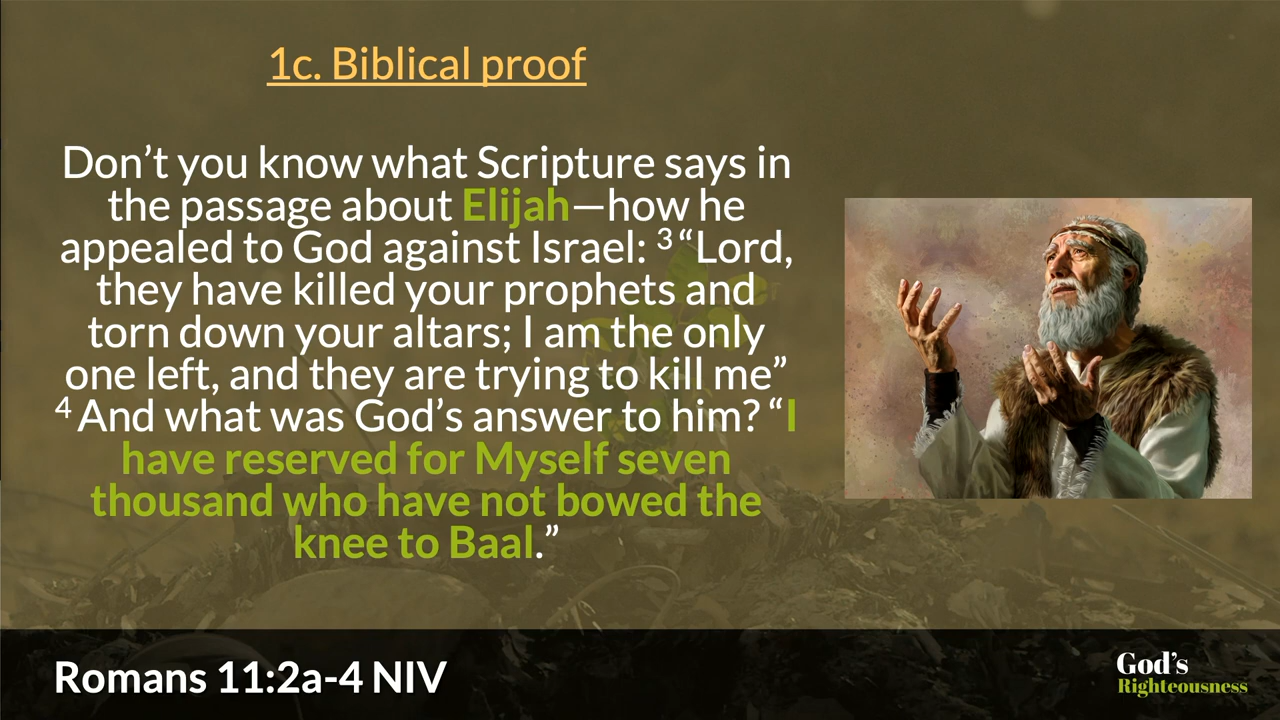 1c. Biblical proof
Don’t you know what Scripture says in
the passage about Elijah—how he
appealed to God against Israel: ³ “Lord,
they have killed your prophets and
torn down your altars; I am the only
one left, and they are trying to kill me”
⁴ And what was God’s answer to him? “I
have reserved for Myself seven
thousand who have not bowed the
knee to Baal.”
Romans 11:2a-4 NIV
God’s
Righteousness